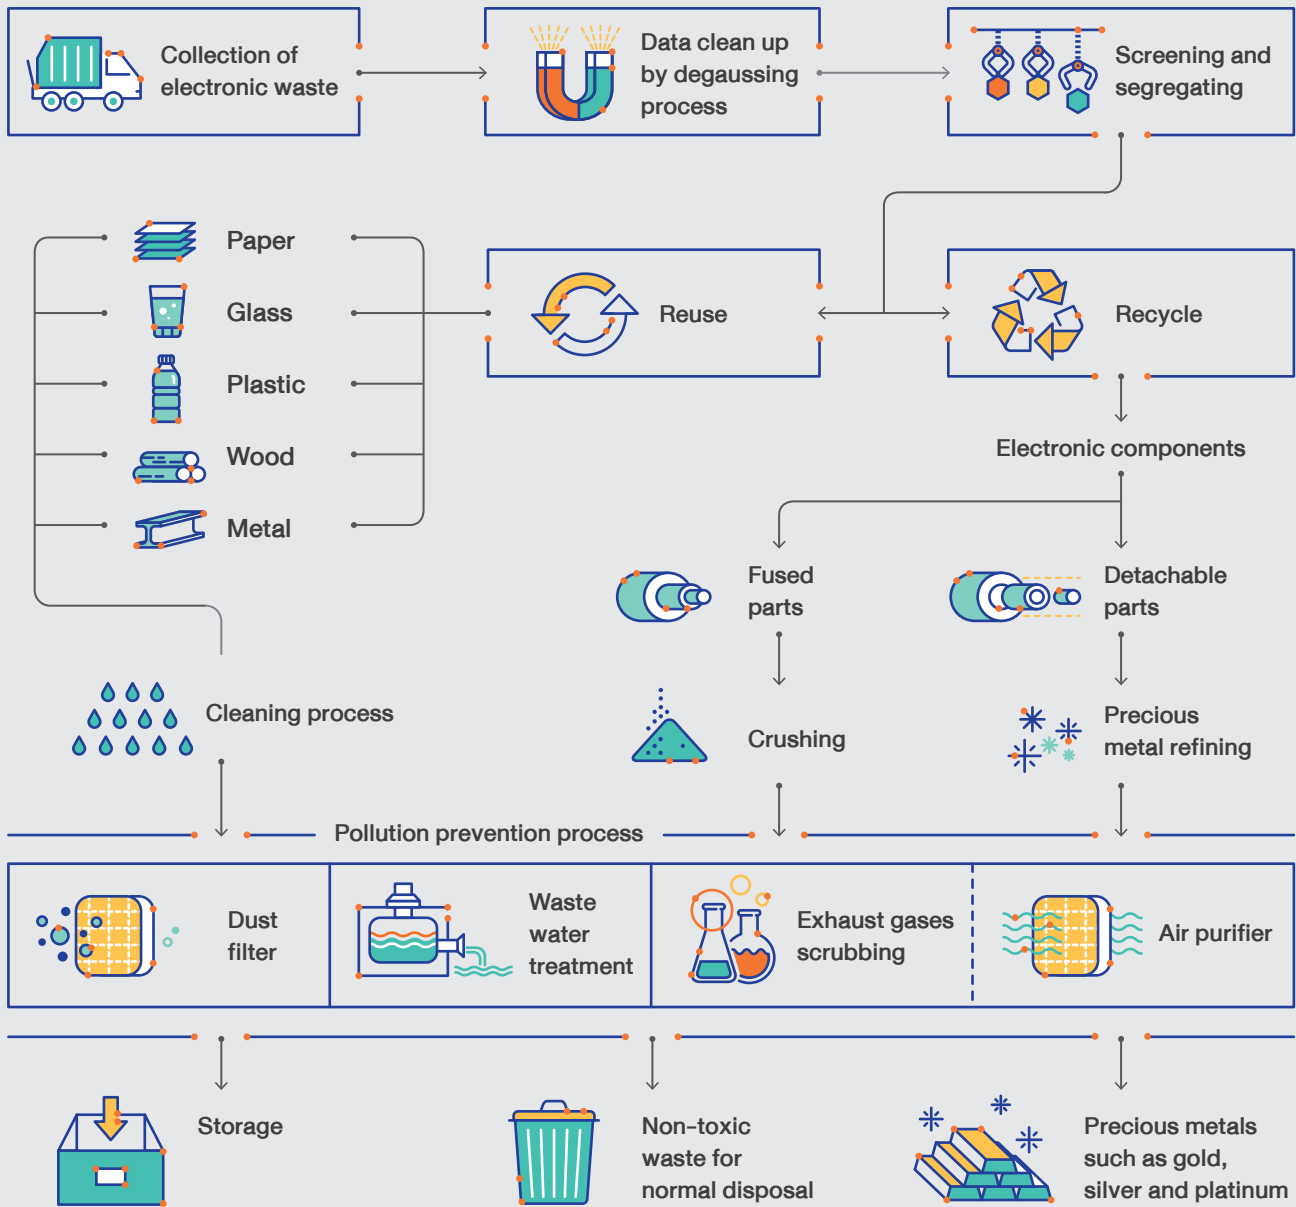 Collection of
electronic waste
Data clean up
by degaussing
process
Screening and
segregating
Paper
Glass
Plastic
Wood
Metal
Reuse
Recycle
Electronic components
Fused
parts
Detachable
parts
Cleaning process
Crushing
Precious
metal refining
Pollution prevention process
Dust
filter
Waste
water
treatment
Exhaust gases
scrubbing
Air purifier
Storage
Non-toxic
waste for
normal disposal
Precious metals
such as gold,
silver and platinum